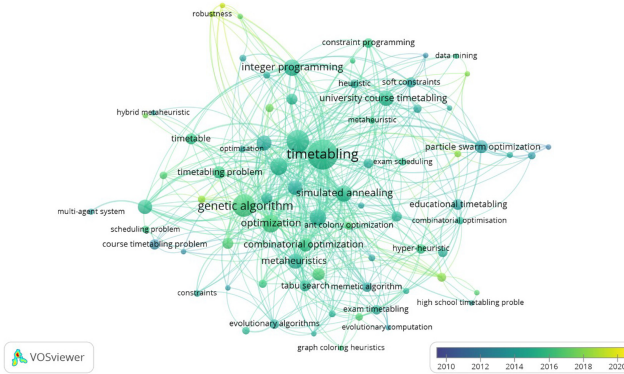 robustness
constraint programming
data mining
integer programming
heuristic
soft constraints
university course timetabling
hybrid metaheuristic
metaheuristic
timetable
optimisation
particle swarm optimization
timetabling
exam scheduling
timetabling problem
simulated annealing
genetic algorithm
educational timetabling
multi-agent system
optimization
ant colony optimization
combinatorial optimisation
scheduling problem
course timetabling problem
combinatorial optimization
hyper-heuristic
metaheuristics
tabu search
memetic algorithm
constraints
high school timetabling proble
exam timetabling
evolutionary algorithms
evolutionary computation
graph coloring heuristics
VOSviewer
2010 2012 2014 2016 2018 2020